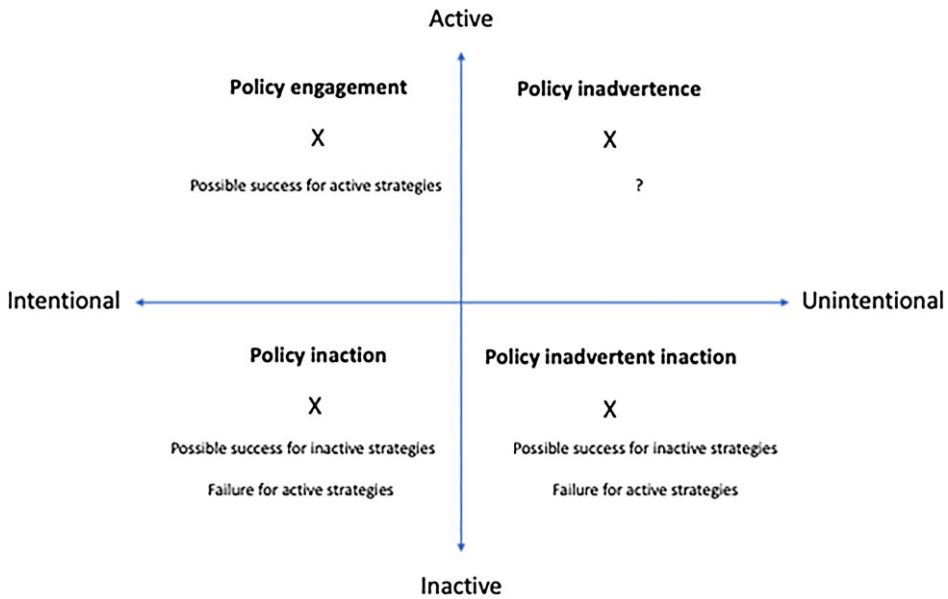 Active
Policy engagement
X
Possible success for active strategies
Policy inadvertence
X
?
Intentional
Unintentional
Policy inaction
X
Possible success for inactive strategies
Failure for active strategies
Policy inadvertent inaction
X
Possible success for inactive strategies
Failure for active strategies
Inactive